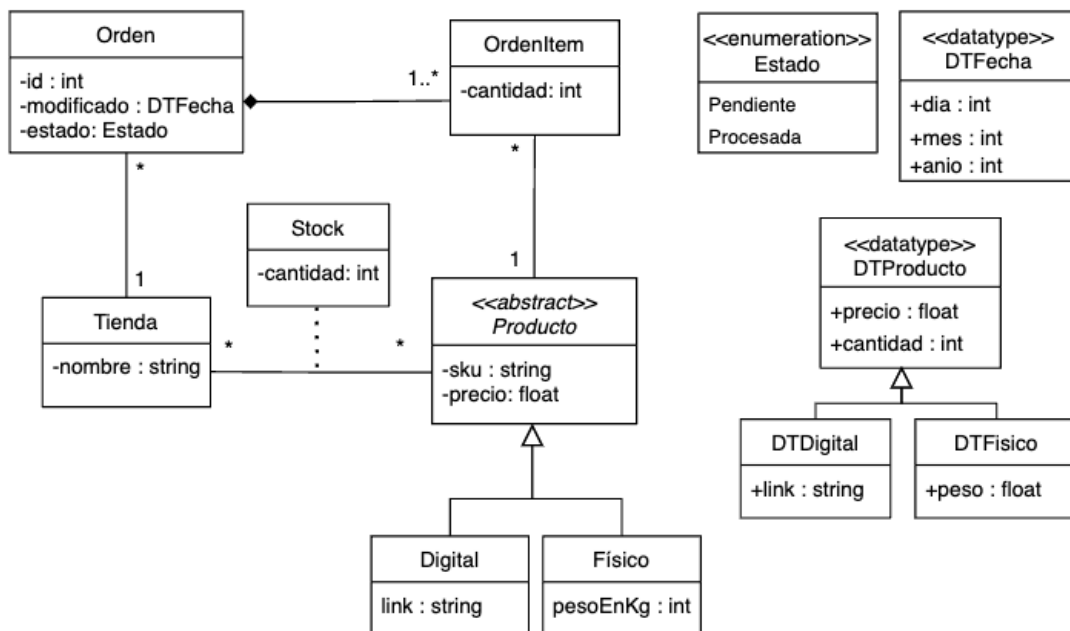 Orden
-id : int
-modificado : DTFecha
-estado: Estado
1..*
OrdenItem
-cantidad: int
<<enumeration>>
Estado
Pendiente
Procesada
<<datatype>>
DTFecha
+dia : int
+mes : int
+anio : int
*
*
Stock
-cantidad: int
1
1
<<datatype>>
DTProducto
+precio : float
+cantidad : int
Tienda
-nombre : string
*
*
<<abstract>>
Producto
-sku : string
-precio: float
DTDigital
+link : string
DTFisico
+peso : float
Digital
link : string
Físico
pesoEnKg : int